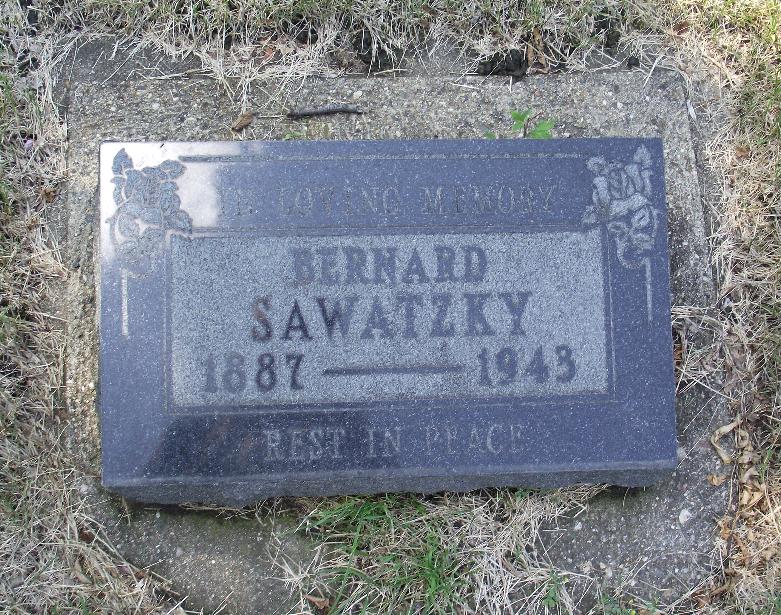 IN LOVING MEMORY
BERNARD
SAWATZKY
1887 — 1943
REST IN PEACE